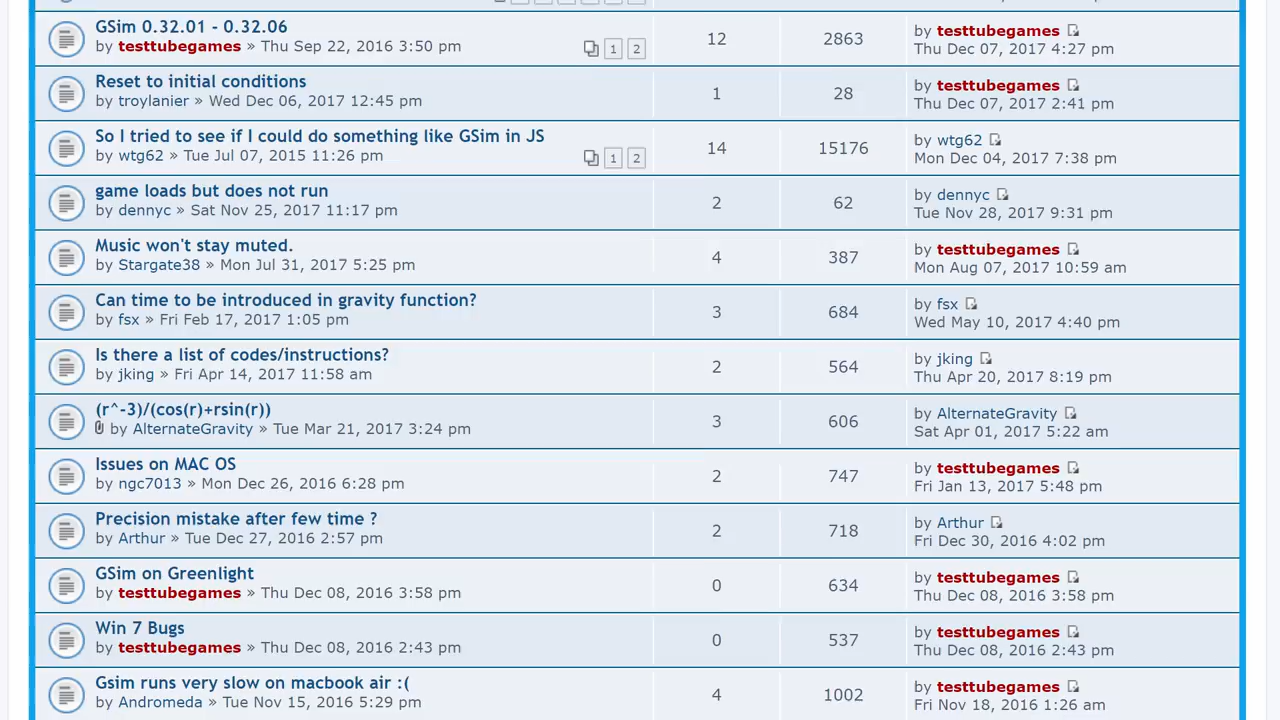 GSim 0.32.01 - 0.32.06
by testtubegames » Thu Sep 22, 2016 3:50 pm
1 2
12
2863
by testtubegames
Thu Dec 07, 2017 4:27 pm
Reset to initial conditions
by troylanier » Wed Dec 06, 2017 12:45 pm
1
28
by testtubegames
Thu Dec 07, 2017 2:41 pm
So I tried to see if I could do something like GSim in JS
by wtg62 » Tue Jul 07, 2015 11:26 pm
1 2
14
15176
by wtg62
Mon Dec 04, 2017 7:38 pm
game loads but does not run
by dennyc » Sat Nov 25, 2017 11:17 pm
2
62
by dennyc
Tue Nov 28, 2017 9:31 pm
Music won't stay muted.
by Stargate38 » Mon Jul 31, 2017 5:25 pm
4
387
by testtubegames
Mon Aug 07, 2017 10:59 am
Can time to be introduced in gravity function?
by fsx » Fri Feb 17, 2017 1:05 pm
3
684
by fsx
Wed May 10, 2017 4:40 pm
Is there a list of codes/instructions?
by jking » Fri Apr 14, 2017 11:58 am
2
564
by jking
Thu Apr 20, 2017 8:19 pm
(r^-3)/(cos(r)+rsin(r))
by AlternateGravity » Tue Mar 21, 2017 3:24 pm
3
606
by AlternateGravity
Sat Apr 01, 2017 5:22 am
Issues on MAC OS
by ngc7013 » Mon Dec 26, 2016 6:28 pm
2
747
by testtubegames
Fri Jan 13, 2017 5:48 pm
Precision mistake after few time ?
by Arthur » Tue Dec 27, 2016 2:57 pm
2
718
by Arthur
Fri Dec 30, 2016 4:02 pm
GSim on Greenlight
by testtubegames » Thu Dec 08, 2016 3:58 pm
0
634
by testtubegames
Thu Dec 08, 2016 3:58 pm
Win 7 Bugs
by testtubegames » Thu Dec 08, 2016 2:43 pm
0
537
by testtubegames
Thu Dec 08, 2016 2:43 pm
Gsim runs very slow on macbook air :(
by Andromeda » Tue Nov 15, 2016 5:29 pm
4
1002
by testtubegames
Fri Nov 18, 2016 1:26 am